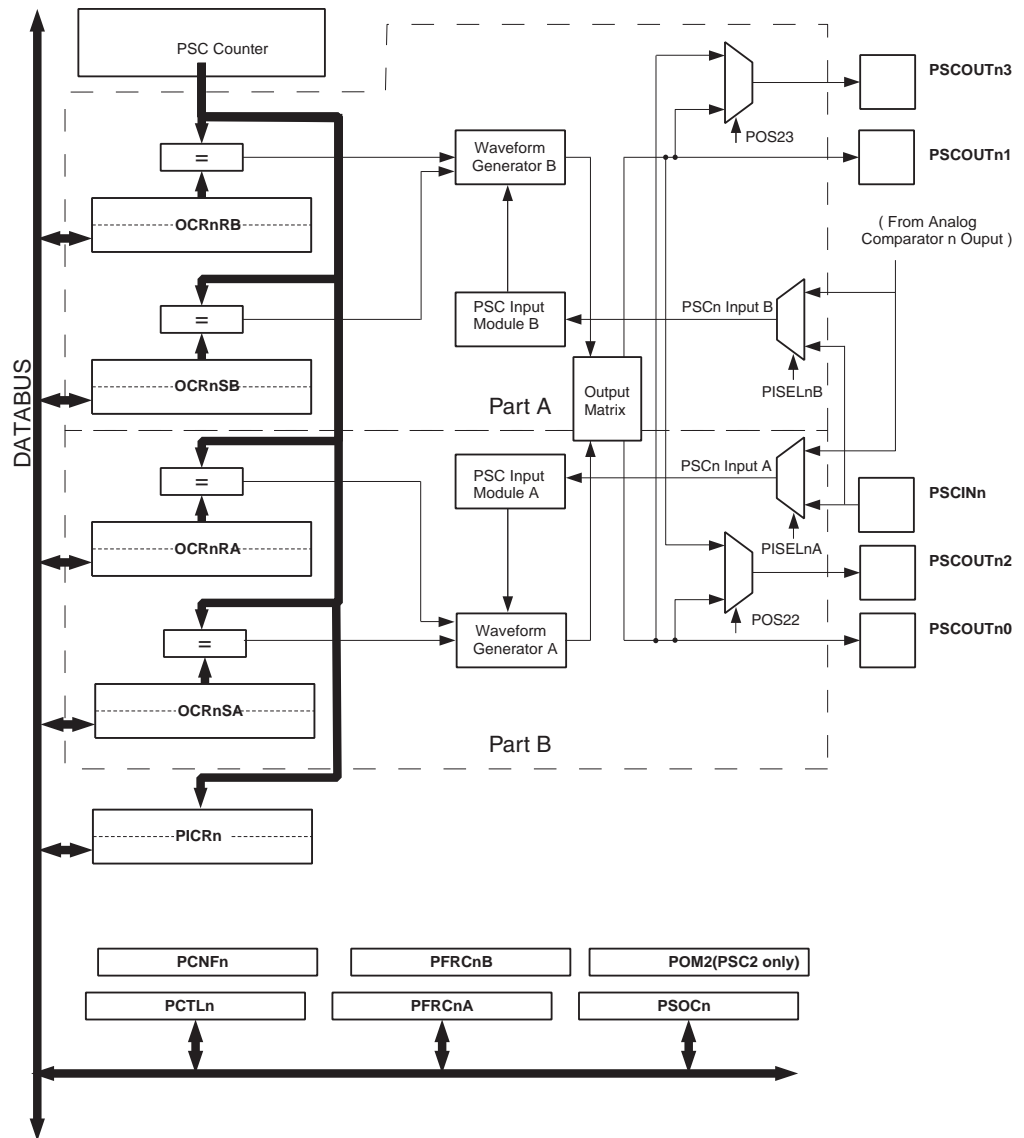 PSC Counter
PSCOUTn3
POS23
PSCOUTn1
=
Waveform
Generator B
OCRnRB
( From Analog
Comparator n Ouput )
=
PSC Input
Module B
PSCn Input B
OCRnSB
PISELnB
Output
Matrix
Part A
DATABUS
=
PSC Input
Module A
PSCn Input A
PSCINn
OCRnRA
PISELnA
PSCOUTn2
=
Waveform
Generator A
POS22
PSCOUTn0
OCRnSA
Part B
PICRn
PCNFn
PFRCnB
POM2(PSC2 only)
PCTLn
PFRCnA
PSOCn